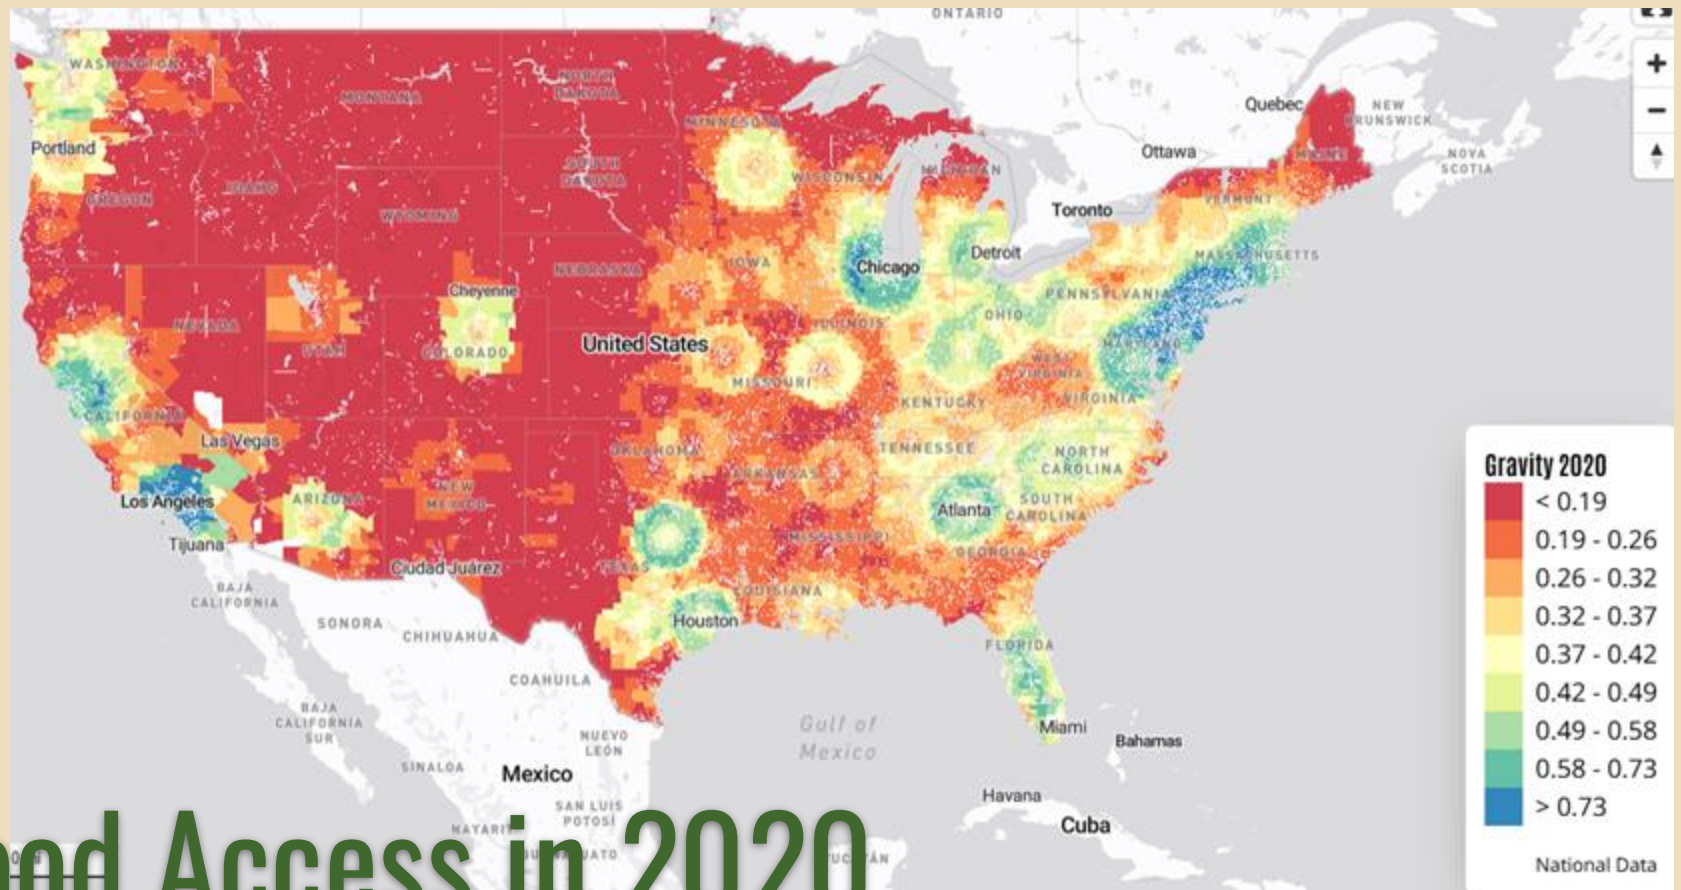 ONTARIO
WASHINGTON
MONTANA
NORTH
DAKOTA
MINNESOTA
Quebec
NEW
BRUNSWICK
Portland
SOUTH
DAKOTA
WISCONSIN
MICHIGAN
Ottawa
MAINE
NOVA
SCOTIA
OREGON
IDAHO
WYOMING
Toronto
VERMONT
Detroit
MASSACHUSETTS
NEBRASKA
IOWA
Chicago
Cheyenne
PENNSYLVANIA
OHIO
NEVADA
UTAH
COLORADO
United States
ILLINOIS
MARYLAND
WEST
VIRGINIA
MISSOURI
CALIFORNIA
KENTUCKY
VIRGINIA
Las Vegas
OKLAHOMA
TENNESSEE
NORTH
CAROLINA
ARKANSAS
Los Angeles
ARIZONA
NEW
MEXICO
Atlanta
SOUTH
CAROLINA
Tijuana
MISSISSIPPI
GEORGIA
Ciudad Juárez
TEXAS
BAJA
CALIFORNIA
LOUISIANA
SONORA
CHIHUAHUA
Houston
FLORIDA
COAHUILA
BAJA
CALIFORNIA
SUR
NUEVO
LEÓN
Gulf of
Mexico
Miami
Bahamas
SINALOA
Mexico
Havana
Cuba
SAN LUIS
POTOSÍ
NAYARIT
Gravity 2020
< 0.19
0.19 - 0.26
0.26 - 0.32
0.32 - 0.37
0.37 - 0.42
0.42 - 0.49
0.49 - 0.58
0.58 - 0.73
> 0.73
National Data
Access in 2020